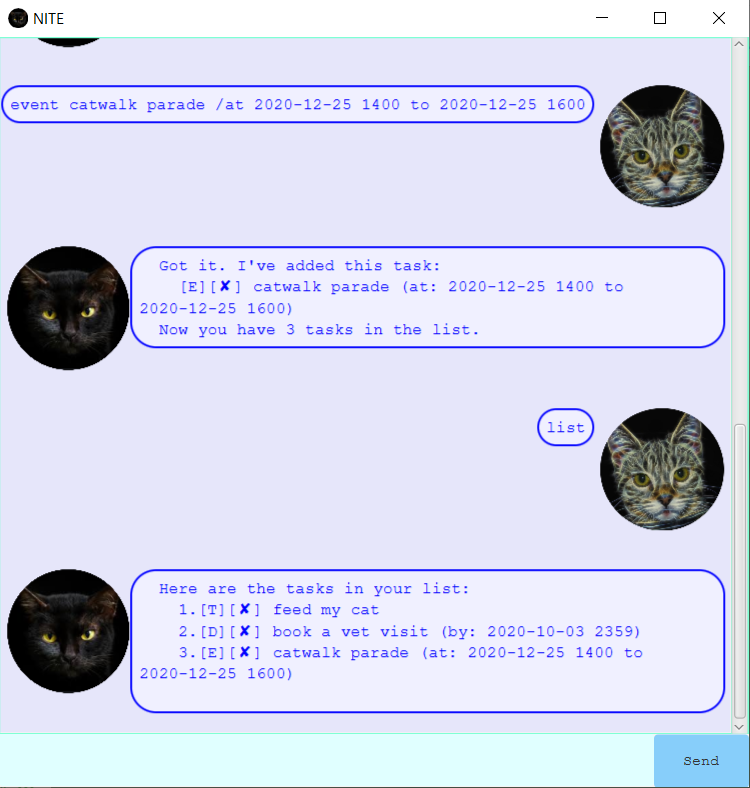 NITE
event catwalk parade /at 2020-12-25 1400 to 2020-12-25 1600
Got it. I've added this task:
[E][✘] catwalk parade (at: 2020-12-25 1400 to
2020-12-25 1600)
Now you have 3 tasks in the list.
list
Here are the tasks in your list:
1.[T][✘] feed my cat
2.[D][✘] book a vet visit (by: 2020-10-03 2359)
3.[E][✘] catwalk parade (at: 2020-12-25 1400 to
2020-12-25 1600)
Send